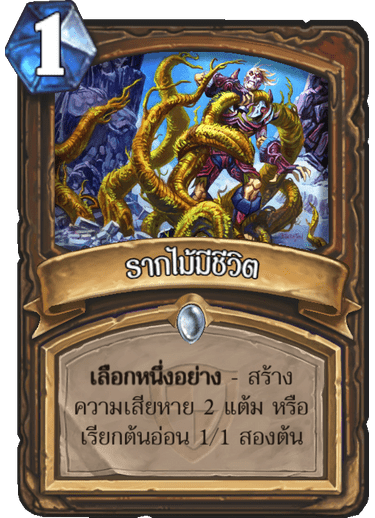 1
รากไม้มีชีวิต
เลือกหนึ่งอย่าง - สร้าง
ความเสียหาย 2 แต้ม หรือ
เรียกต้นอ่อน 1/1 สองต้น